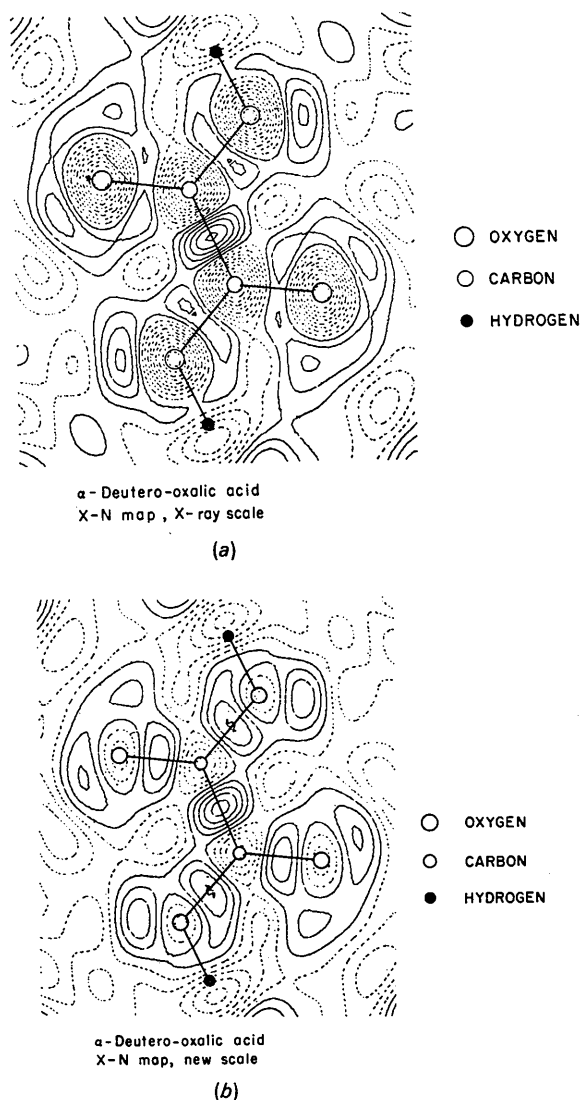 OXYGEN
CARBON
HYDROGEN
α-Deutero-oxalic acid
X-N map, X-ray scale
(a)
OXYGEN
CARBON
HYDROGEN
α-Deutero-oxalic acid
X-N map, new scale
(b)